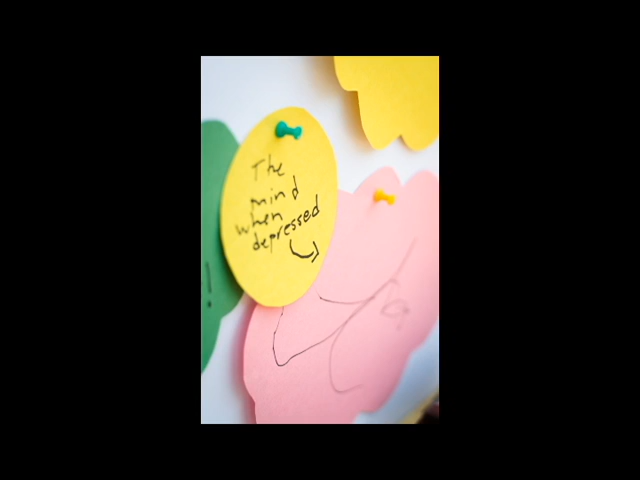 The
mind
when
depressed
!